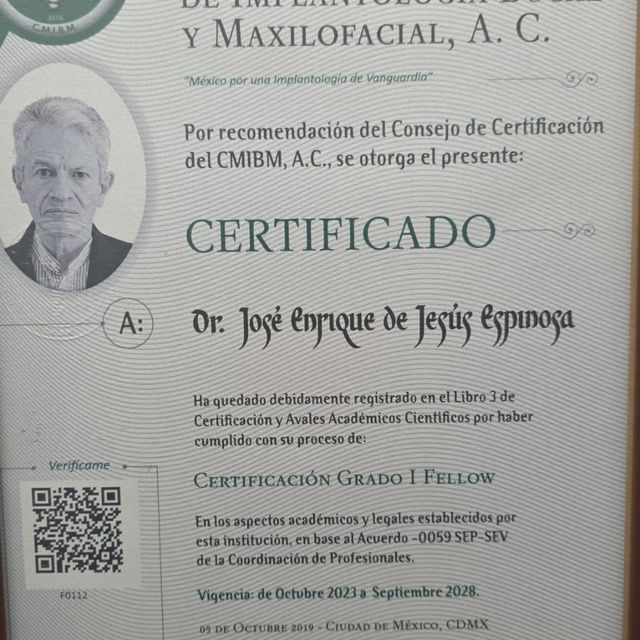 2016
C.M.I.B.M.
DE IMPLANTOLOGÍA BUCAL
Y MAXILOFACIAL, A. C.
"México por una Implantología de Vanguardia"
Por recomendación del Consejo de Certificación
del CMIBM, A.C., se otorga el presente:
CERTIFICADO
A:
Dr. José Enrique de Jesús Espinosa
Ha quedado debidamente registrado en el Libro 3 de
Certificación y Avales Académicos Científicos por haber
cumplido con su proceso de:
Verifícame
CERTIFICACIÓN GRADO I FELLOW
En los aspectos académicos y legales establecidos por
esta institución, en base al Acuerdo -0059 SEP-SEV
de la Coordinación de Profesionales.
F0112
Vigencia: de Octubre 2023 a Septiembre 2028.
05 DE OCTUBRE 2019 - CIUDAD DE MÉXICO, CDMX